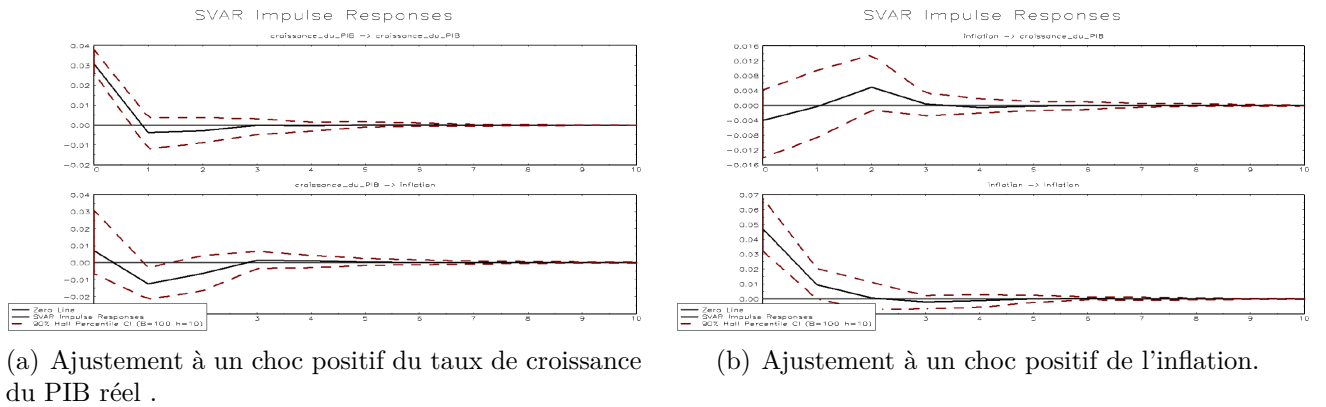 SVAR Impulse Responses
croissance_du_PIB -> croissance_du_PIB
0.04
0.03
0.02
0.01
0.00
-0.01
-0.02
0 1 2 3 4 5 6 7 8 9 10
croissance_du_PIB -> inflation
0.04
0.03
0.02
0.01
0.00
-0.01
-0.02
3 4 5 6 7 8 9 10
Zero Line
SVAR Impulse Responses
90% Hall Percentile CI (B=100 h=10)
(a) Ajustement à un choc positif du taux de croissance
du PIB réel .
SVAR Impulse Responses
inflation -> croissance_du_PIB
0.016
0.012
0.008
0.004
0.000
-0.004
-0.008
-0.012
-0.016
0 1 2 3 4 5 6 7 8 9 10
inflation -> inflation
0.07
0.06
0.05
0.04
0.03
0.02
0.01
0.00
3 4 5 6 7 8 9 10
Zero Line
SVAR Impulse Responses
90% Hall Percentile CI (B=100 h=10)
(b) Ajustement à un choc positif de l'inflation.